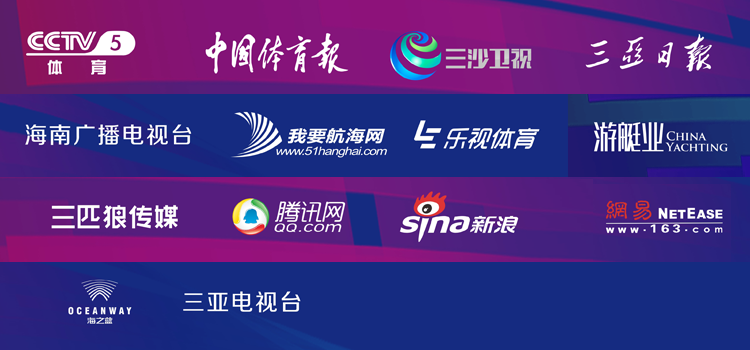 CCTV 5
体育
中国体育報
三沙卫视
三亞日報
海南广播电视台
我要航海网
www.51hanghai.com
LE 乐视体育
游艇业 CHINA
YACHTING
三匹狼传媒
腾讯网
QQ.com
sina新浪
網易 NETEASE
www.163.com
OCEANWAY
海之蓝
三亚电视台